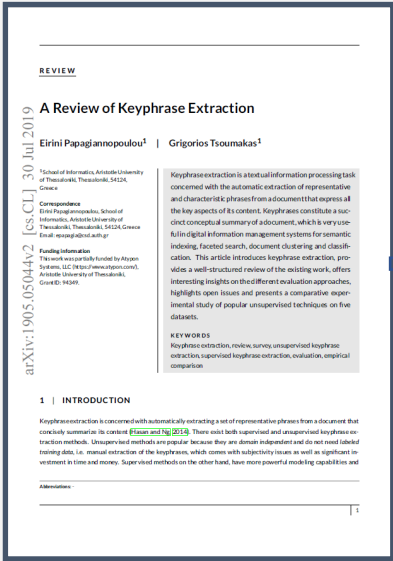 REVIEW
A Review of Keyphrase Extraction
Eirini Papagiannopoulou1 | Grigorios Tsoumakas1
1School of Informatics, Aristotle University
of Thessaloniki, Thessaloniki, 54124,
Greece
Correspondence
Eirini Papagiannopoulou, School of
Informatics, Aristotle University of
Thessaloniki, Thessaloniki, 54124, Greece
Email: epapagia@csd.auth.gr
Funding information
This work was partially funded by Atypon
Systems, LLC (https://www.atypon.com/),
Aristotle University of Thessaloniki,
GrantID: 94349.
Keyphrase extraction is a textual information processing task
concerned with the automatic extraction of representative
and characteristic phrases from a document that express all
the key aspects of its content. Keyphrases constitute a suc-
cinct conceptual summary of a document, which is very use-
ful in digital information management systems for semantic
indexing, faceted search, document clustering and classifi-
cation. This article introduces keyphrase extraction, pro-
vides a well-structured review of the existing work, offers
interesting insights on the different evaluation approaches,
highlights open issues and presents a comparative exper-
imental study of popular unsupervised techniques on five
datasets.
KEYWORDS
Keyphrase extraction, review, survey, unsupervised keyphrase
extraction, supervised keyphrase extraction, evaluation, empirical
comparison
arXiv:1905.05044v2 [cs.CL] 30 Jul 2019
1 | INTRODUCTION
Keyphrase extraction is concerned with automatically extracting a set of representative phrases from a document that
concisely summarize its content (Hasan and Ng, 2014). There exist both supervised and unsupervised keyphrase ex-
traction methods. Unsupervised methods are popular because they are domain independent and do not need labeled
training data, i.e. manual extraction of the keyphrases, which comes with subjectivity issues as well as significant in-
vestment in time and money. Supervised methods on the other hand, have more powerful modeling capabilities and
Abbreviations: -
1